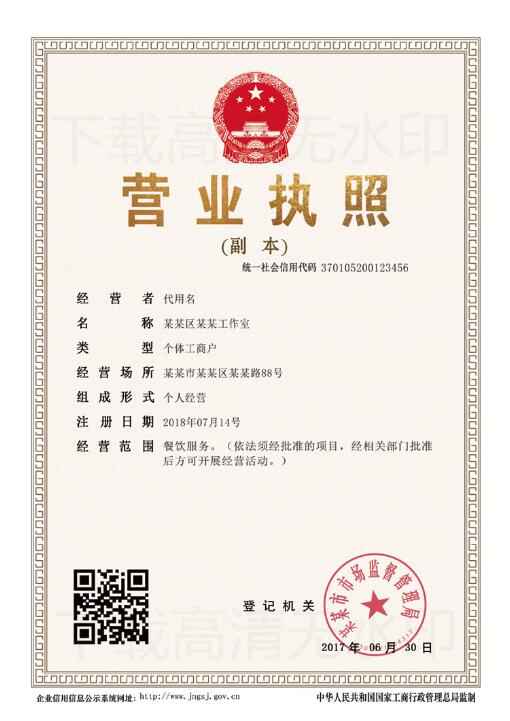 下载高清无水印
营业执照
(副 本)
统一社会信用代码 370105200123456
经营者 代用名
名称 某某区某某工作室
类型 个体工商户
经营场所 某某市某某区某某路88号
组成形式 个人经营
注册日期 2018年07月14号
经营范围 餐饮服务。（依法须经批准的项目，经相关部门批准
后方可开展经营活动。）
某某市市场监督管理局
登记机关
下载高清无水印
2017 年 06 月 30 日
企业信用信息公示系统网址: http://www.jngsj.gov.cn
中华人民共和国国家工商行政管理总局监制